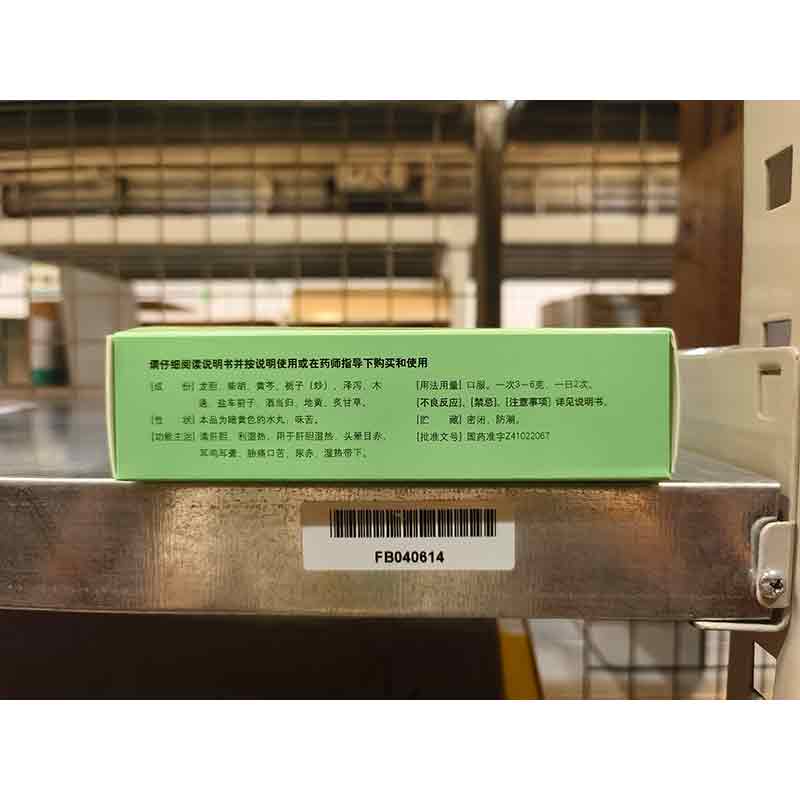 请仔细阅读说明书并按说明使用或在药师指导下购买和使用
[成 份] 龙胆、柴胡、黄芩、栀子（炒）、泽泻、木
通、盐车前子、酒当归、地黄、炙甘草。
[性 状] 本品为暗黄色的水丸；味苦。
[功能主治] 清肝胆，利湿热，用于肝胆湿热，头晕目赤，
耳鸣耳聋，胁痛口苦，尿赤，湿热带下。
[用法用量] 口服。一次3－6克，一日2次。
[不良反应]、[禁忌]、[注意事项] 详见说明书。
[贮 藏] 密闭，防潮。
[批准文号] 国药准字Z41022067
FB040614